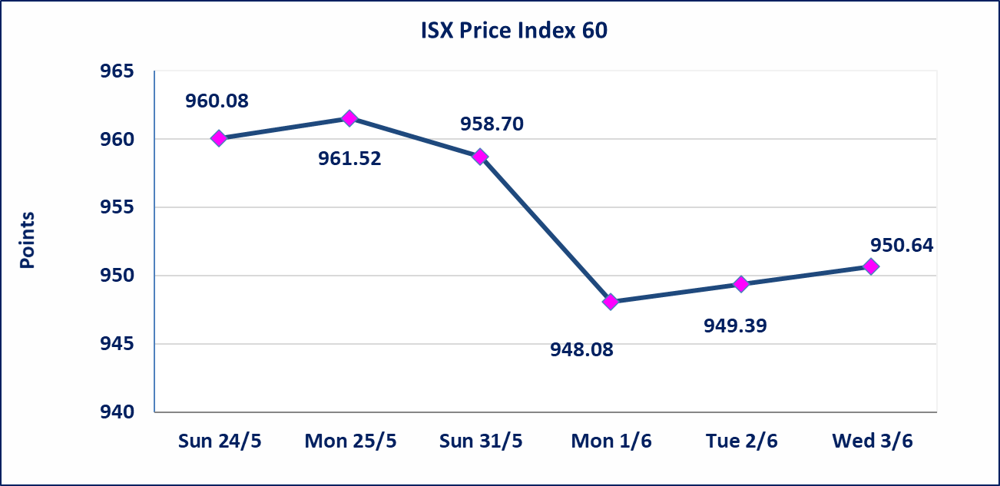 ISX Price Index 60
Points
965
960
955
950
945
940
960.08
961.52
958.70
948.08
949.39
950.64
Sun 24/5
Mon 25/5
Sun 31/5
Mon 1/6
Tue 2/6
Wed 3/6